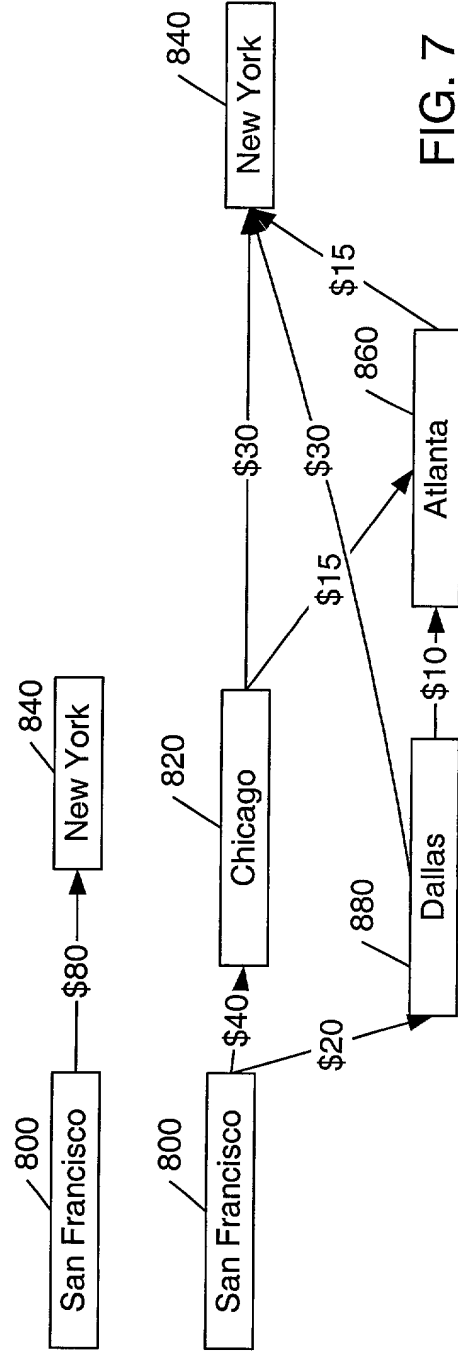 800
San Francisco
$80
840
New York
800
San Francisco
$40
$20
820
Chicago
$30
$15
$30
840
New York
880
Dallas
$10
860
Atlanta
$15
FIG. 7